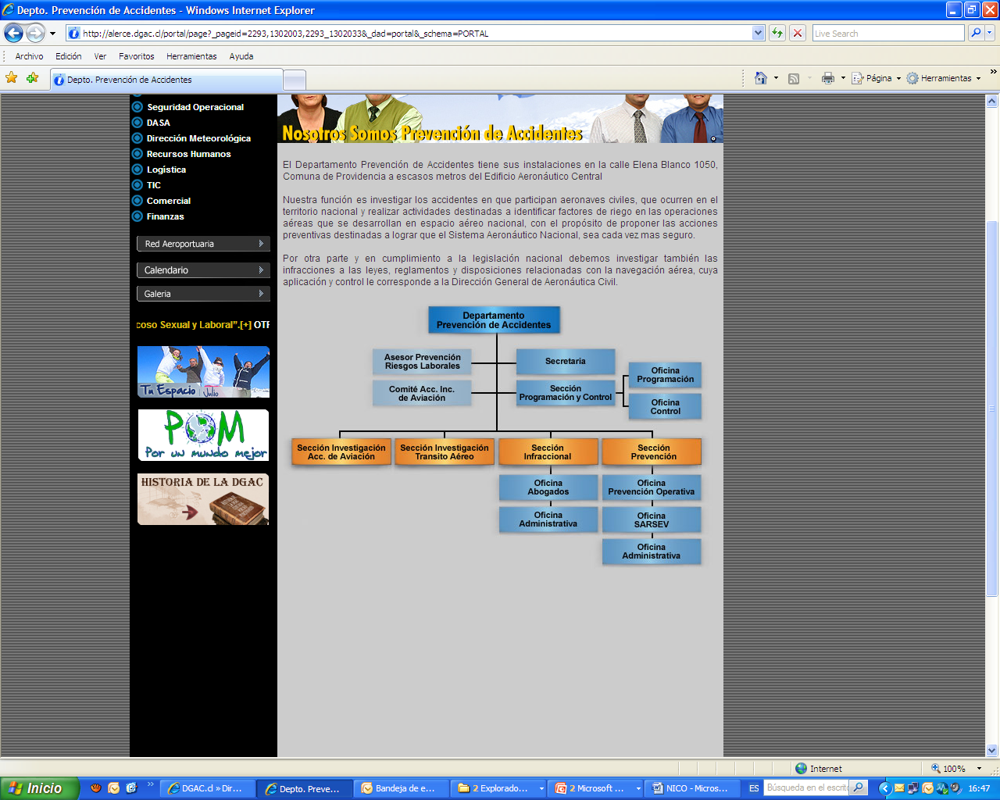 Depto. Prevención de Accidentes - Windows Internet Explorer
http://alerce.dgac.cl/portal/page?_pageid=2293,1302003,2293_1302033&_dad=portal&_schema=PORTAL
Live Search
Archivo Edición Ver Favoritos Herramientas Ayuda
Depto. Prevención de Accidentes
Página
Herramientas
Seguridad Operacional
DASA
Dirección Meteorológica
Recursos Humanos
Logística
TIC
Comercial
Finanzas
Red Aeroportuaria
Calendario
Galeria
coso Sexual y Laboral”.[+] OTF
Tu Espacio Julio
POM
Por un mundo mejor
HISTORIA DE LA DGAC
Nosotros Somos Prevención de Accidentes
El Departamento Prevención de Accidentes tiene sus instalaciones en la calle Elena Blanco 1050,
Comuna de Providencia a escasos metros del Edificio Aeronáutico Central
Nuestra función es investigar los accidentes en que participan aeronaves civiles, que ocurren en el
territorio nacional y realizar actividades destinadas a identificar factores de riego en las operaciones
aéreas que se desarrollan en espacio aéreo nacional, con el propósito de proponer las acciones
preventivas destinadas a lograr que el Sistema Aeronáutico Nacional, sea cada vez mas seguro.
Por otra parte y en cumplimiento a la legislación nacional debemos investigar también las
infracciones a las leyes, reglamentos y disposiciones relacionadas con la navegación aérea, cuya
aplicación y control le corresponde a la Dirección General de Aeronáutica Civil.
Departamento
Prevención de Accidentes
Asesor Prevención
Riesgos Laborales
Secretaria
Comité Acc. Inc.
de Aviación
Sección
Programación y Control
Oficina
Programación
Oficina
Control
Sección Investigación
Acc. de Aviación
Sección Investigación
Transito Aéreo
Sección
Infraccional
Sección
Prevención
Oficina
Abogados
Oficina
Prevención Operativa
Oficina
Administrativa
Oficina
SARSEV
Oficina
Administrativa
Internet
100%
Inicio
DGAC.cl » Dir...
Depto. Preve...
Bandeja de e...
2 Explorado...
2 Microsoft ...
NICO - Micros...
ES
Búsqueda en el escrito
16:47